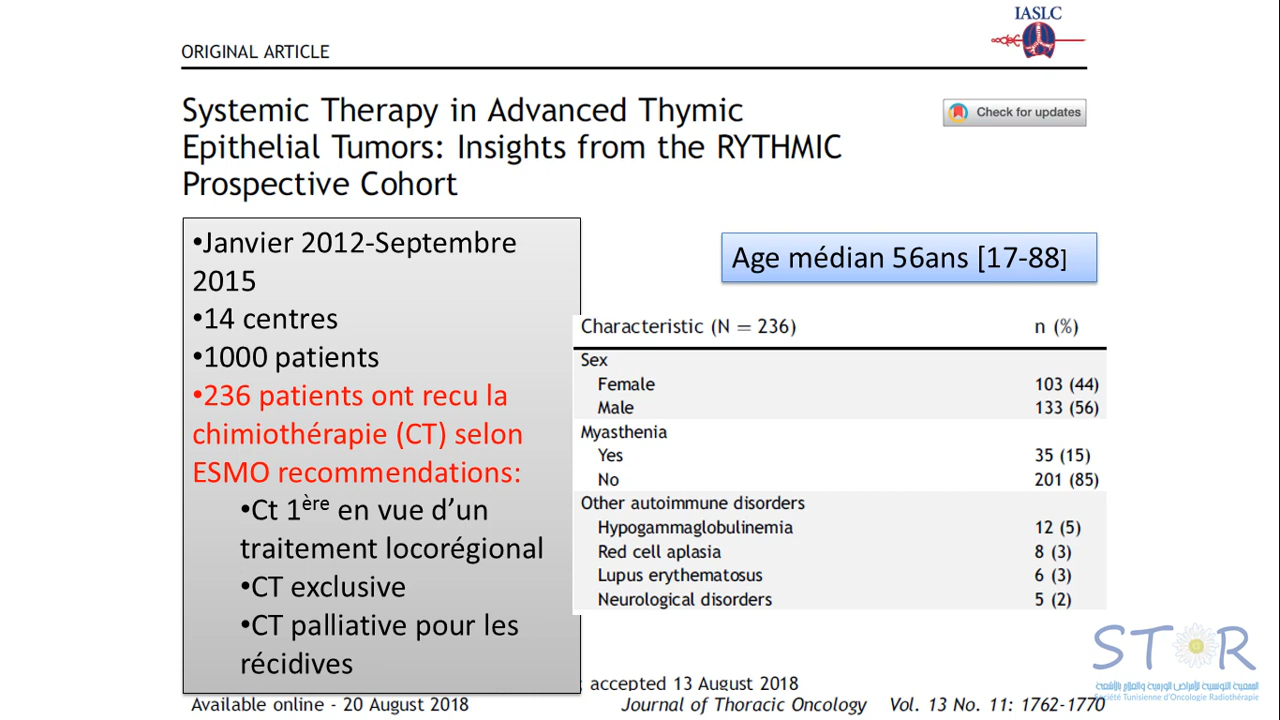 IASLC
ORIGINAL ARTICLE
Systemic Therapy in Advanced Thymic
Epithelial Tumors: Insights from the RYTHMIC
Prospective Cohort
Check for updates
•Janvier 2012-Septembre
2015
•14 centres
•1000 patients
•236 patients ont recu la
chimiothérapie (CT) selon
ESMO recommendations:
•Ct 1ère en vue d’un
traitement locorégional
•CT exclusive
•CT palliative pour les
récidives
Age médian 56ans [17-88]
Characteristic (N = 236) n (%)
Sex
Female 103 (44)
Male 133 (56)
Myasthenia
Yes 35 (15)
No 201 (85)
Other autoimmune disorders
Hypogammaglobulinemia 12 (5)
Red cell aplasia 8 (3)
Lupus erythematosus 6 (3)
Neurological disorders 5 (2)
accepted 13 August 2018
Available online - 20 August 2018
Journal of Thoracic Oncology Vol. 13 No. 11: 1762-1770
STOR
Société Tunisienne d'Oncologie Radiothérapie